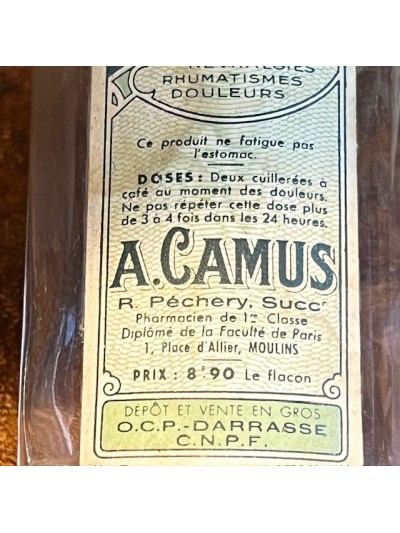 NÉVRALGIES
RHUMATISMES
DOULEURS
Ce produit ne fatigue pas
l'estomac.
DOSES : Deux cuillerées à
café au moment des douleurs.
Ne pas répéter cette dose plus
de 3 à 4 fois dans les 24 heures.
A. CAMUS
R. Péchery, Succr
Pharmacien de 1re Classe
Diplômé de la Faculté de Paris
1, Place d'Allier, MOULINS
PRIX : 8f90 Le flacon
DÉPÔT ET VENTE EN GROS
O.C.P.-DARRASSE
C.N.P.F.